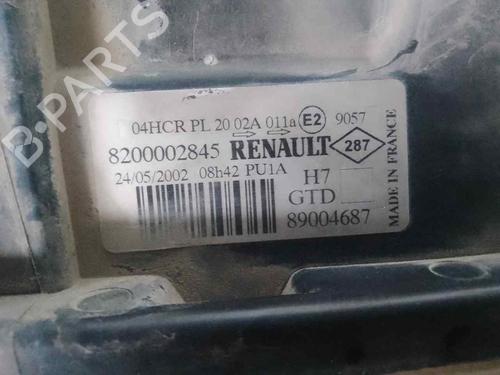 B-PARTS
04HCR PL 20 02A 011a E2 9057
8200002845 RENAULT 287
24/05/2002 08h42 PU1A H7
GTD
89004687
MADE IN FRANCE